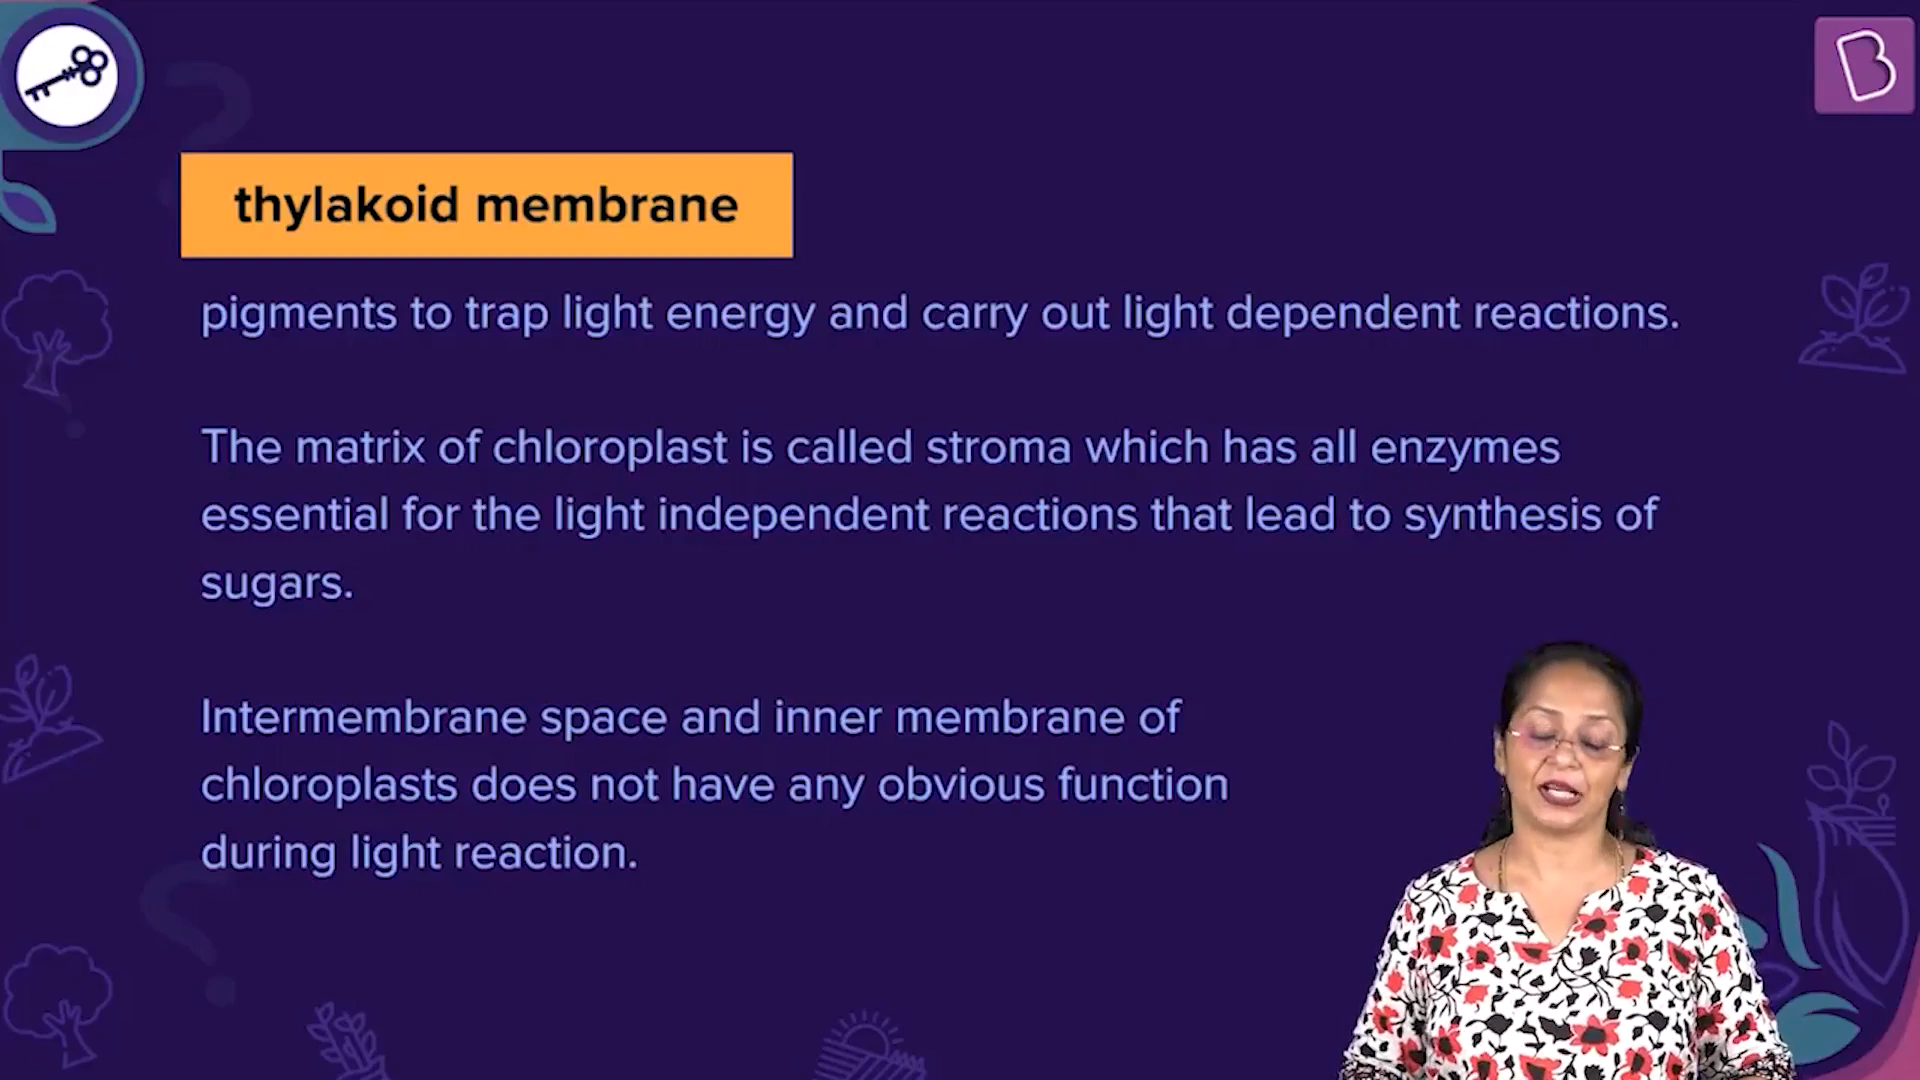 thylakoid membrane
pigments to trap light energy and carry out light dependent reactions.
The matrix of chloroplast is called stroma which has all enzymes
essential for the light independent reactions that lead to synthesis of
sugars.
Intermembrane space and inner membrane of
chloroplasts does not have any obvious function
during light reaction.